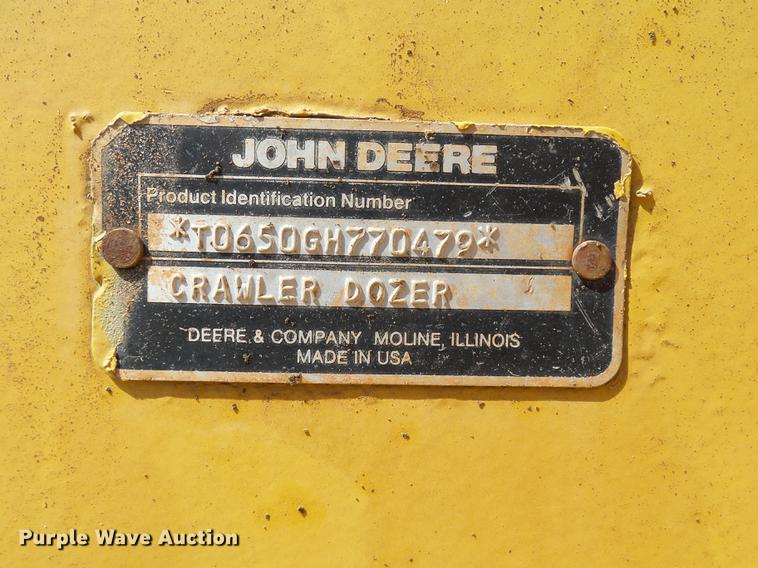 JOHN DEERE
Product Identification Number
*T0650GH770479*
CRAWLER DOZER
DEERE & COMPANY MOLINE, ILLINOIS
MADE IN USA
Purple Wave Auction